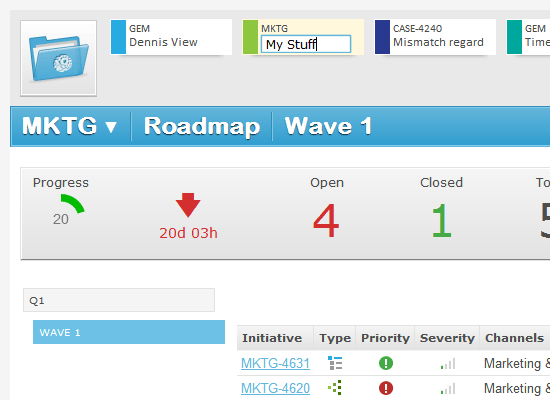 GEM
Dennis View
MKTG
My Stuff
CASE-4240
Mismatch regard
GEM
Time
MKTG ▾ Roadmap Wave 1
Progress Open Closed
20 20d 03h 4 1
Q1
WAVE 1
Initiative Type Priority Severity Channels
MKTG-4631 Marketing &
MKTG-4620 Marketing &